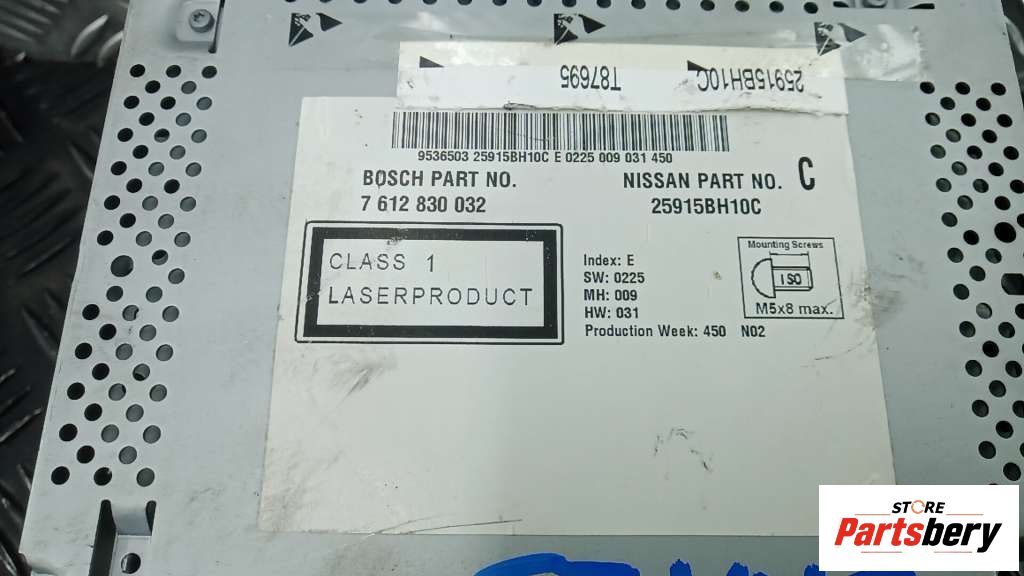 T87695 25915BH10C
9536503 25915BH10C E 0225 009 031 450
BOSCH PART NO.
7 612 830 032
NISSAN PART NO. C
25915BH10C
CLASS 1
LASERPRODUCT
Index: E
SW: 0225
MH: 009
HW: 031
Production Week: 450 N02
Mounting Screws
ISO
M5x8 max.
STORE
Partsbery